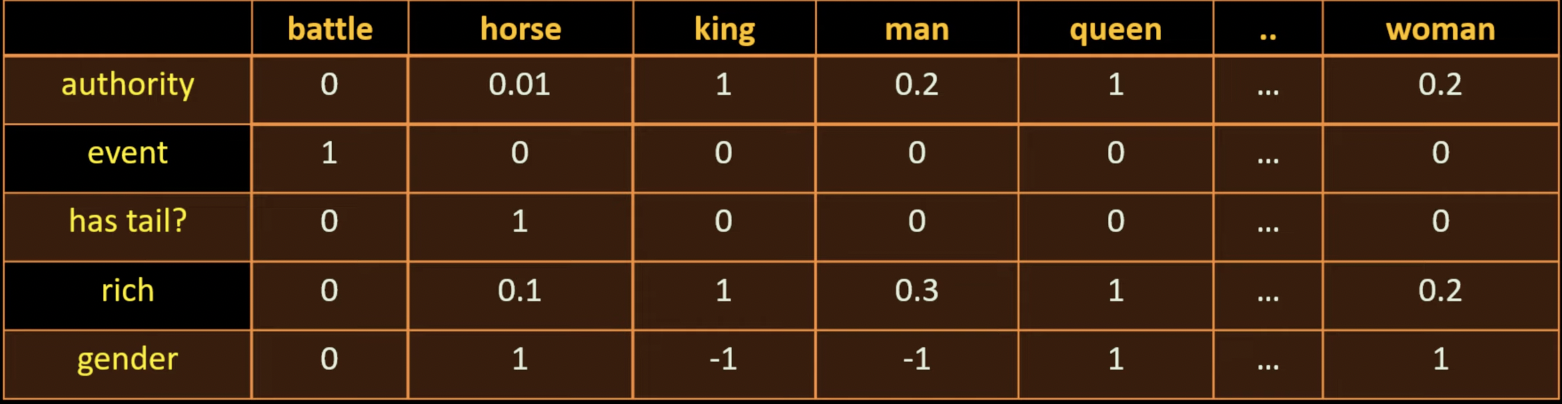 battle horse king man queen .. woman
authority 0 0.01 1 0.2 1 ... 0.2
event 1 0 0 0 0 ... 0
has tail? 0 1 0 0 0 ... 0
rich 0 0.1 1 0.3 1 ... 0.2
gender 0 1 -1 -1 1 ... 1